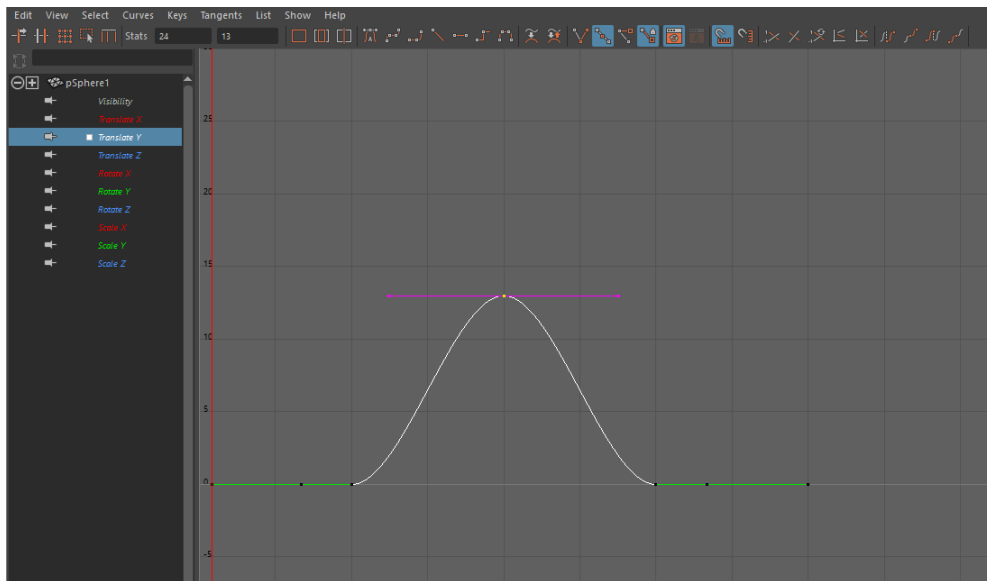 Edit View Select Curves Keys Tangents List Show Help
Stats 24 13
pSphere1
Visibility
Translate X
Translate Y
Translate Z
Rotate X
Rotate Y
Rotate Z
Scale X
Scale Y
Scale Z
25
20
15
10
5
0
-5